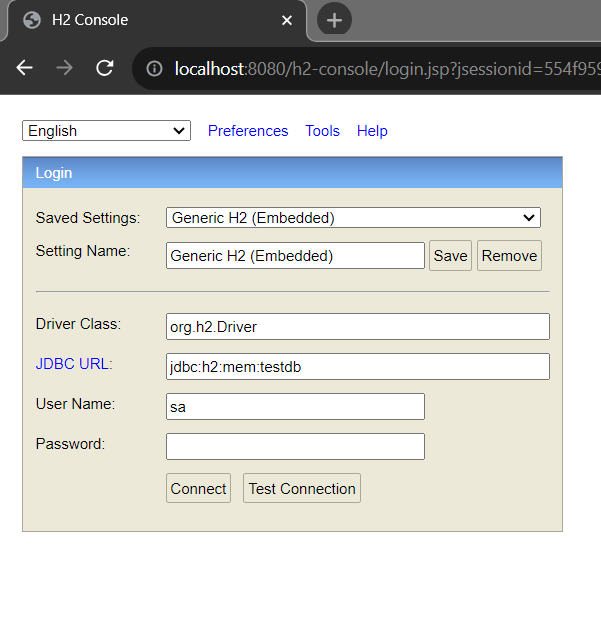 H2 Console
localhost:8080/h2-console/login.jsp?jsessionid=554f959
English Preferences Tools Help
Login
Saved Settings: Generic H2 (Embedded)
Setting Name: Generic H2 (Embedded) Save Remove
Driver Class: org.h2.Driver
JDBC URL: jdbc:h2:mem:testdb
User Name: sa
Password:
Connect Test Connection